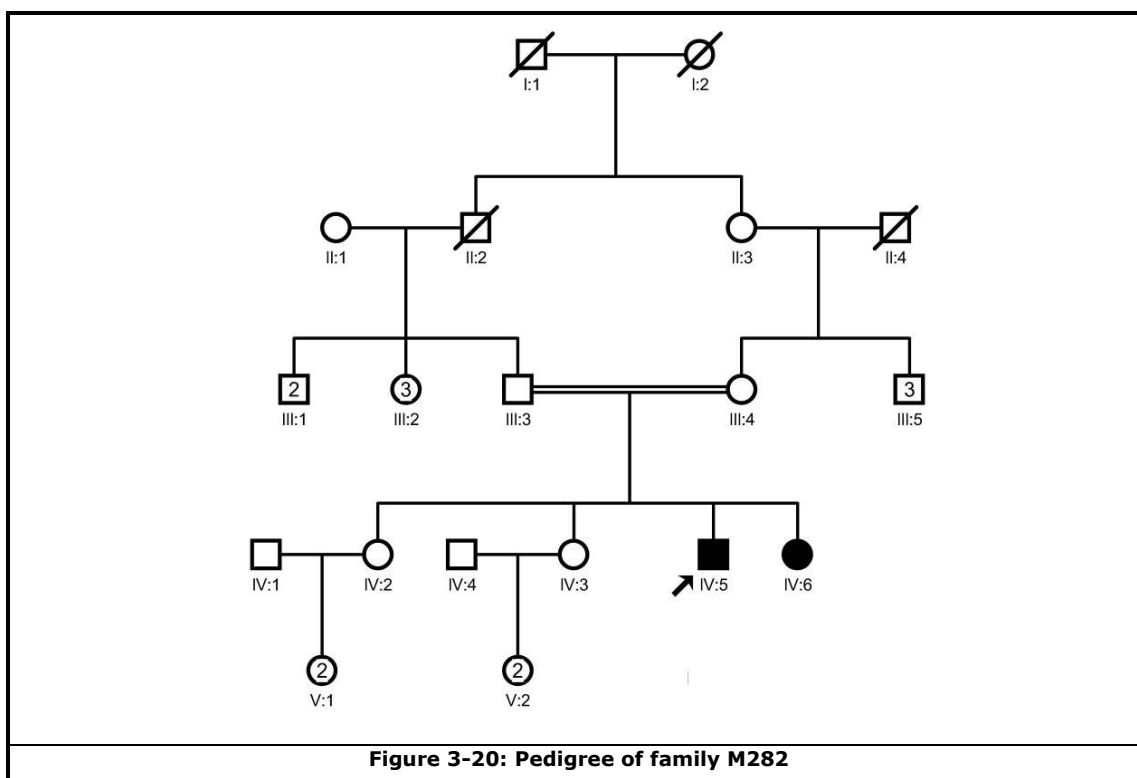 I:1 I:2
II:1 II:2 II:3 II:4
2 3 3
III:1 III:2 III:3 III:4 III:5
IV:1 IV:2 IV:4 IV:3 IV:5 IV:6
2 2
V:1 V:2
Figure 3-20: Pedigree of family M282